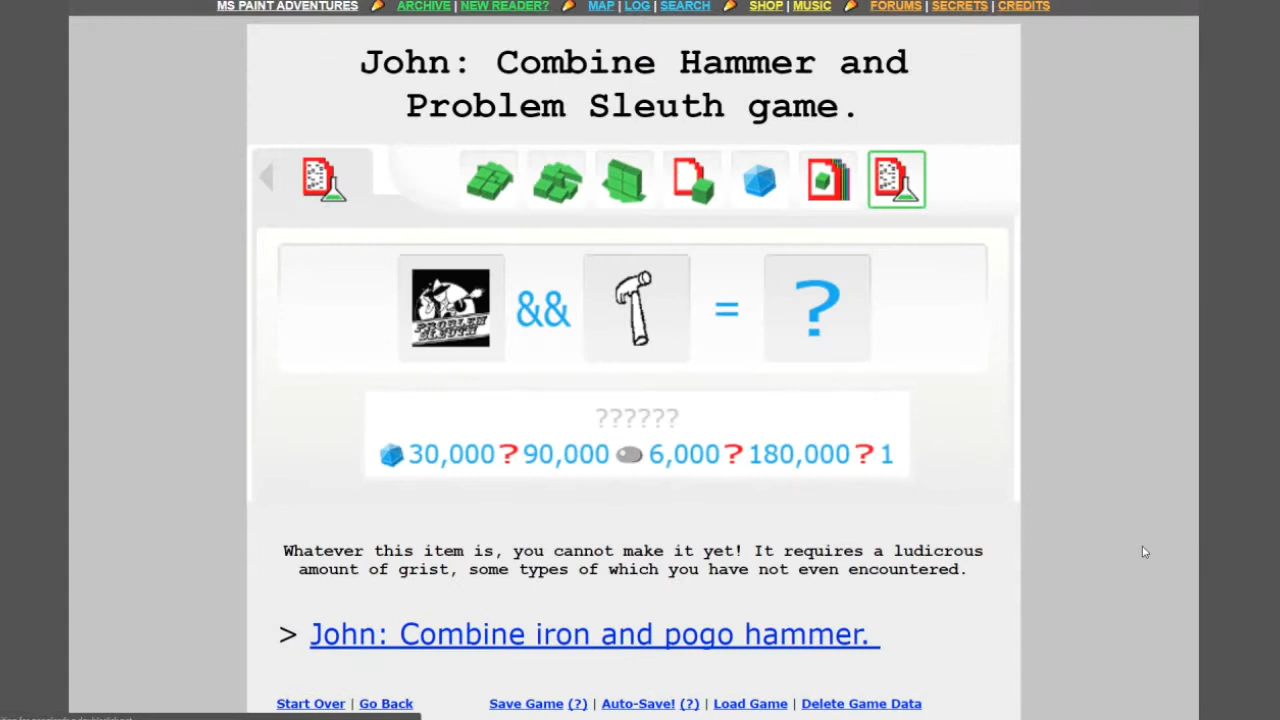 MS PAINT ADVENTURES ARCHIVE | NEW READER? MAP | LOG | SEARCH SHOP | MUSIC FORUMS | SECRETS | CREDITS
John: Combine Hammer and
Problem Sleuth game.
PROBLEM
SLEUTH
&& = ?
??????
30,000 ? 90,000 6,000 ? 180,000 ? 1
Whatever this item is, you cannot make it yet! It requires a ludicrous
amount of grist, some types of which you have not even encountered.
> John: Combine iron and pogo hammer.
Start Over | Go Back Save Game (?) | Auto-Save! (?) | Load Game | Delete Game Data